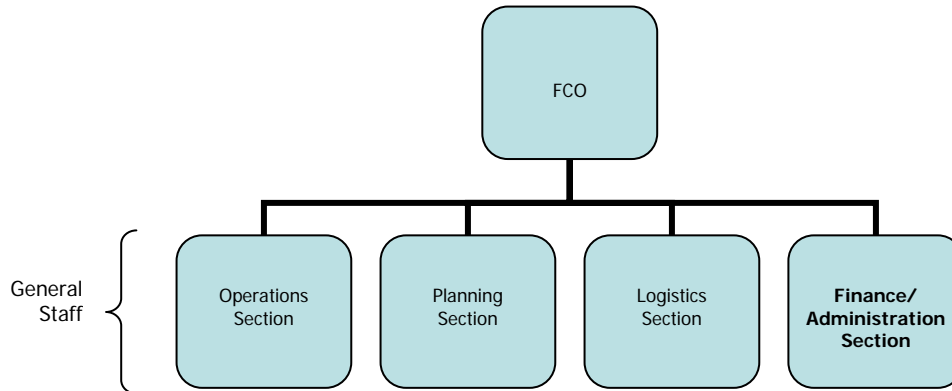 FCO
General
Staff
Operations
Section
Planning
Section
Logistics
Section
Finance/
Administration
Section